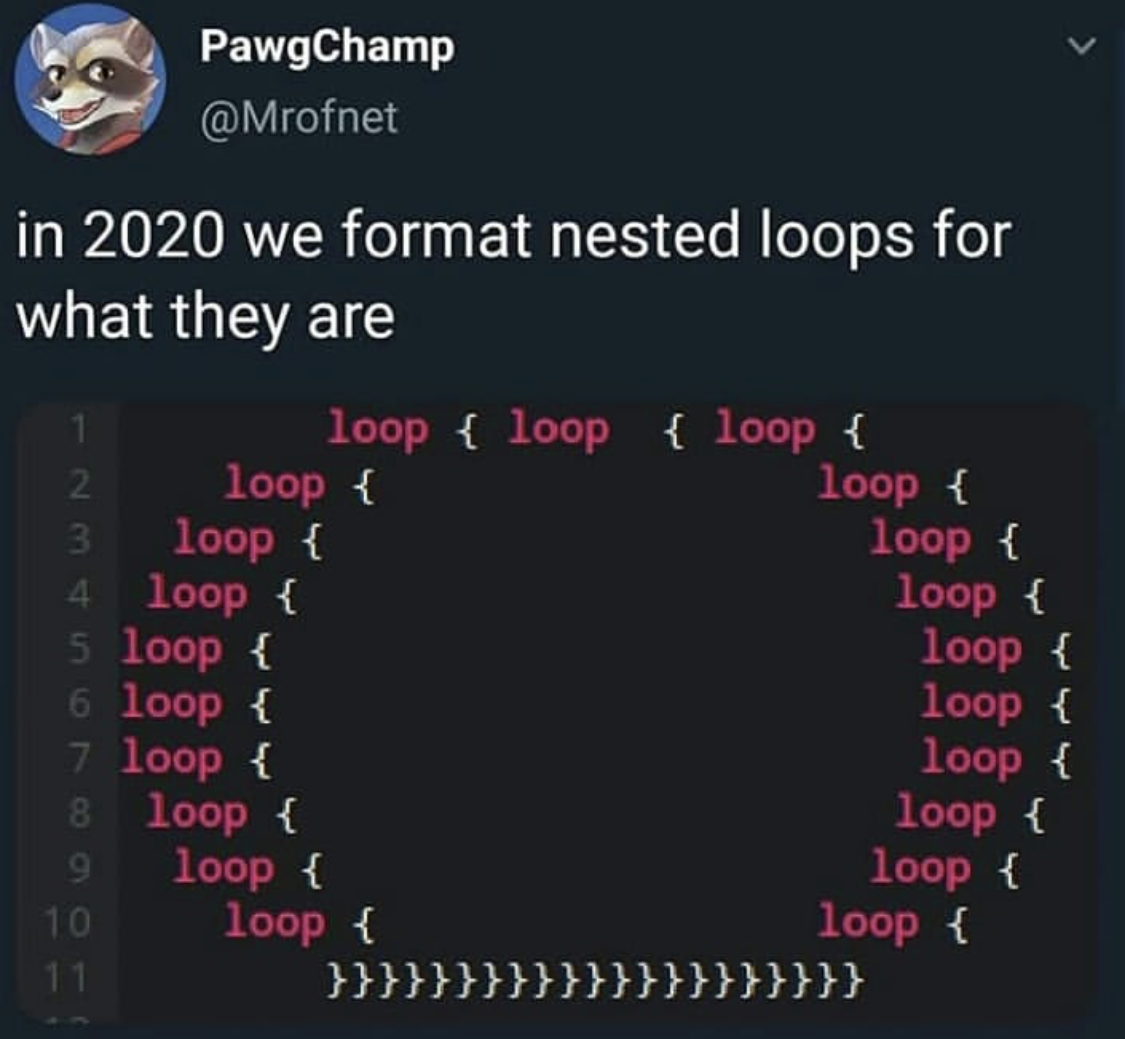 PawgChamp
@Mrofnet
in 2020 we format nested loops for
what they are
1 loop { loop  { loop {
2 loop { loop {
3 loop { loop {
4 loop { loop {
5 loop { loop {
6 loop { loop {
7 loop { loop {
8 loop { loop {
9 loop { loop {
10 loop { loop {
11 }}}}}}}}}}}}}}}}}}}}}